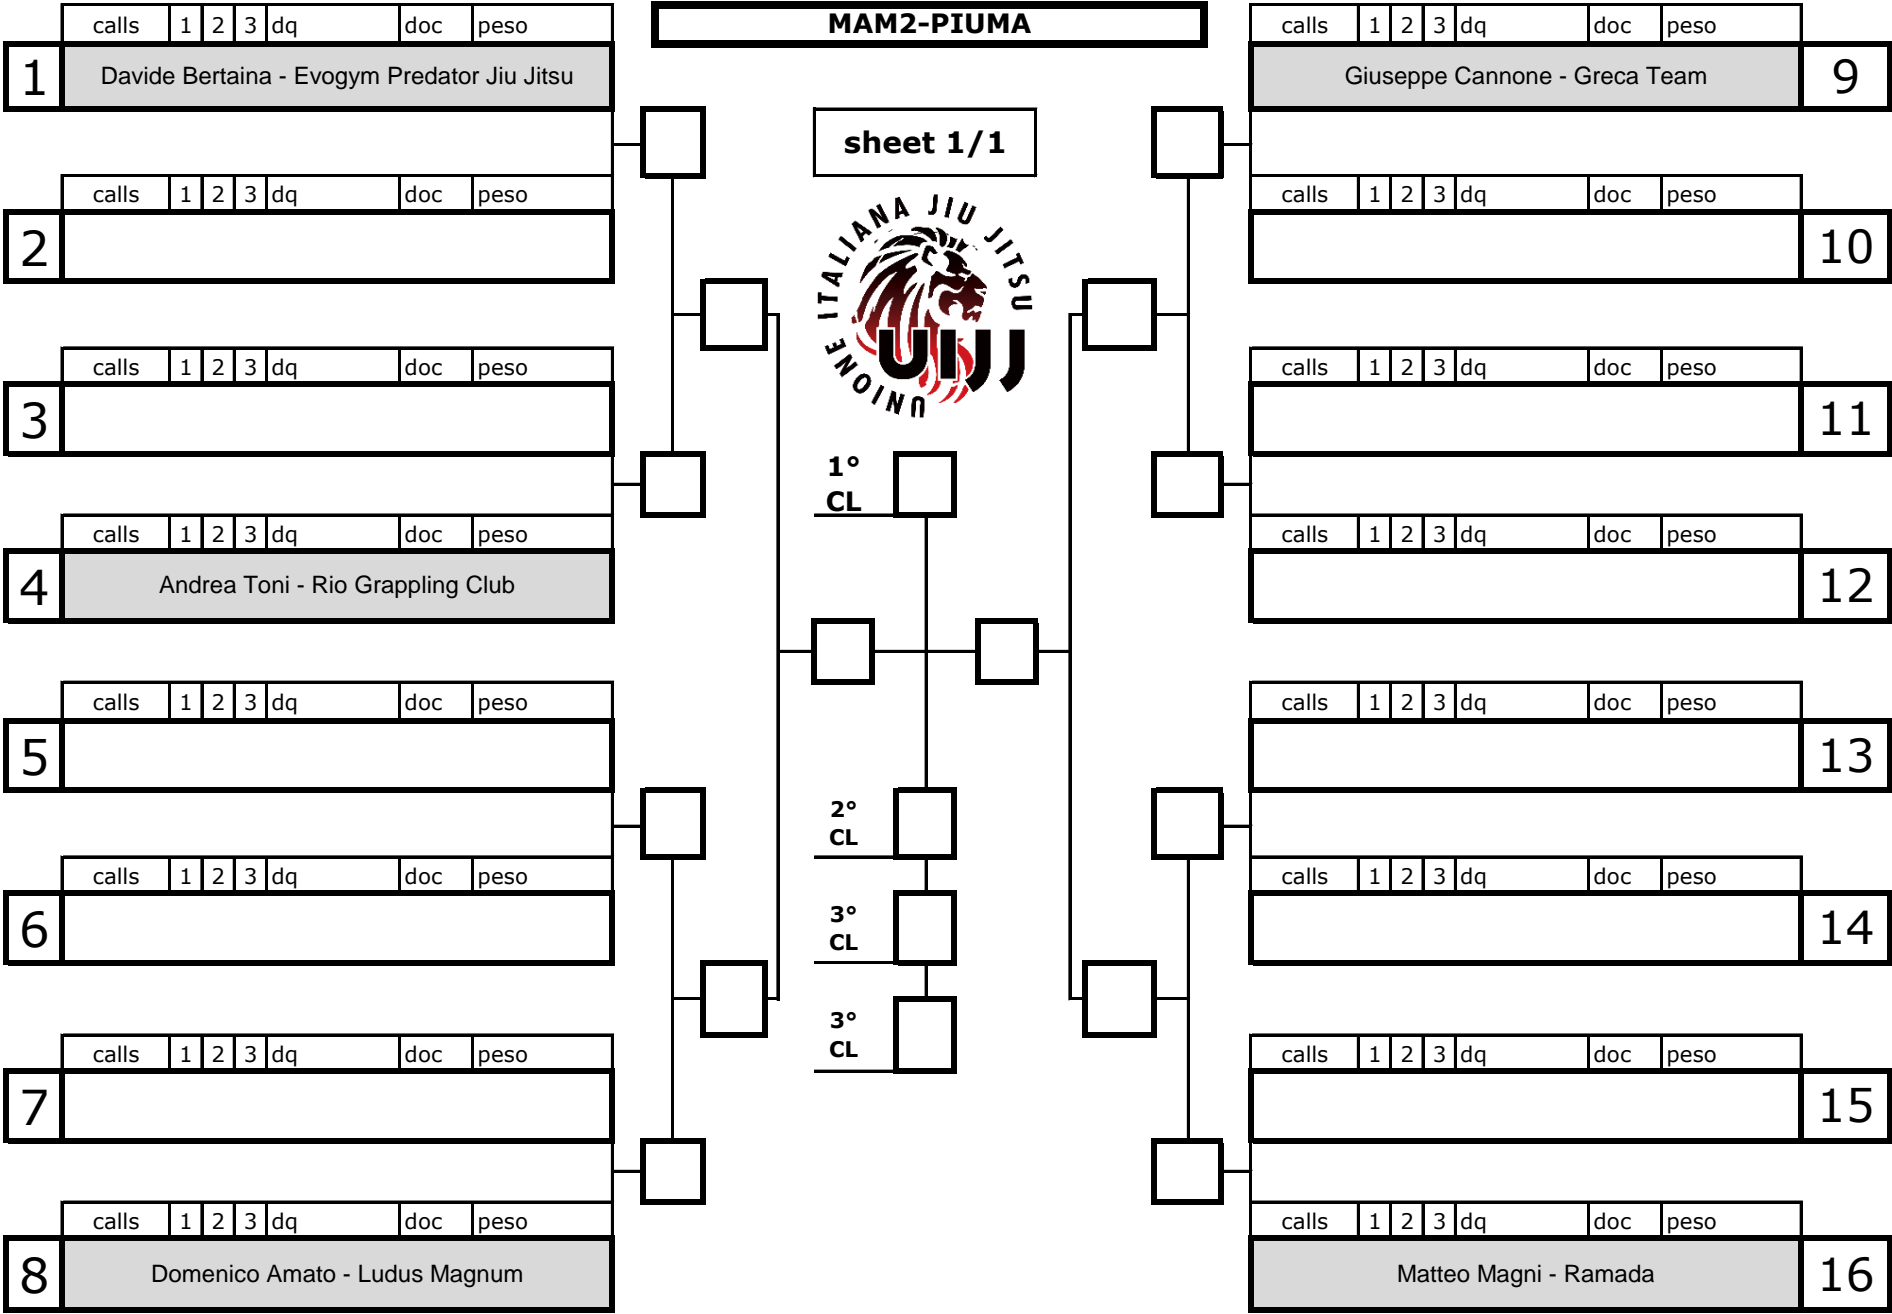 calls 1 2 3 dq doc peso
1 Davide Bertaina - Evogym Predator Jiu Jitsu
calls 1 2 3 dq doc peso
2
calls 1 2 3 dq doc peso
3
calls 1 2 3 dq doc peso
4 Andrea Toni - Rio Grappling Club
calls 1 2 3 dq doc peso
5
calls 1 2 3 dq doc peso
6
calls 1 2 3 dq doc peso
7
calls 1 2 3 dq doc peso
8 Domenico Amato - Ludus Magnum
MAM2-PIUMA
sheet 1/1
UNIONE ITALIANA JIU JITSU
UIJJ
1°
CL
2°
CL
3°
CL
3°
CL
calls 1 2 3 dq doc peso
Giuseppe Cannone - Greca Team 9
calls 1 2 3 dq doc peso
10
calls 1 2 3 dq doc peso
11
calls 1 2 3 dq doc peso
12
calls 1 2 3 dq doc peso
13
calls 1 2 3 dq doc peso
14
calls 1 2 3 dq doc peso
15
calls 1 2 3 dq doc peso
Matteo Magni - Ramada 16